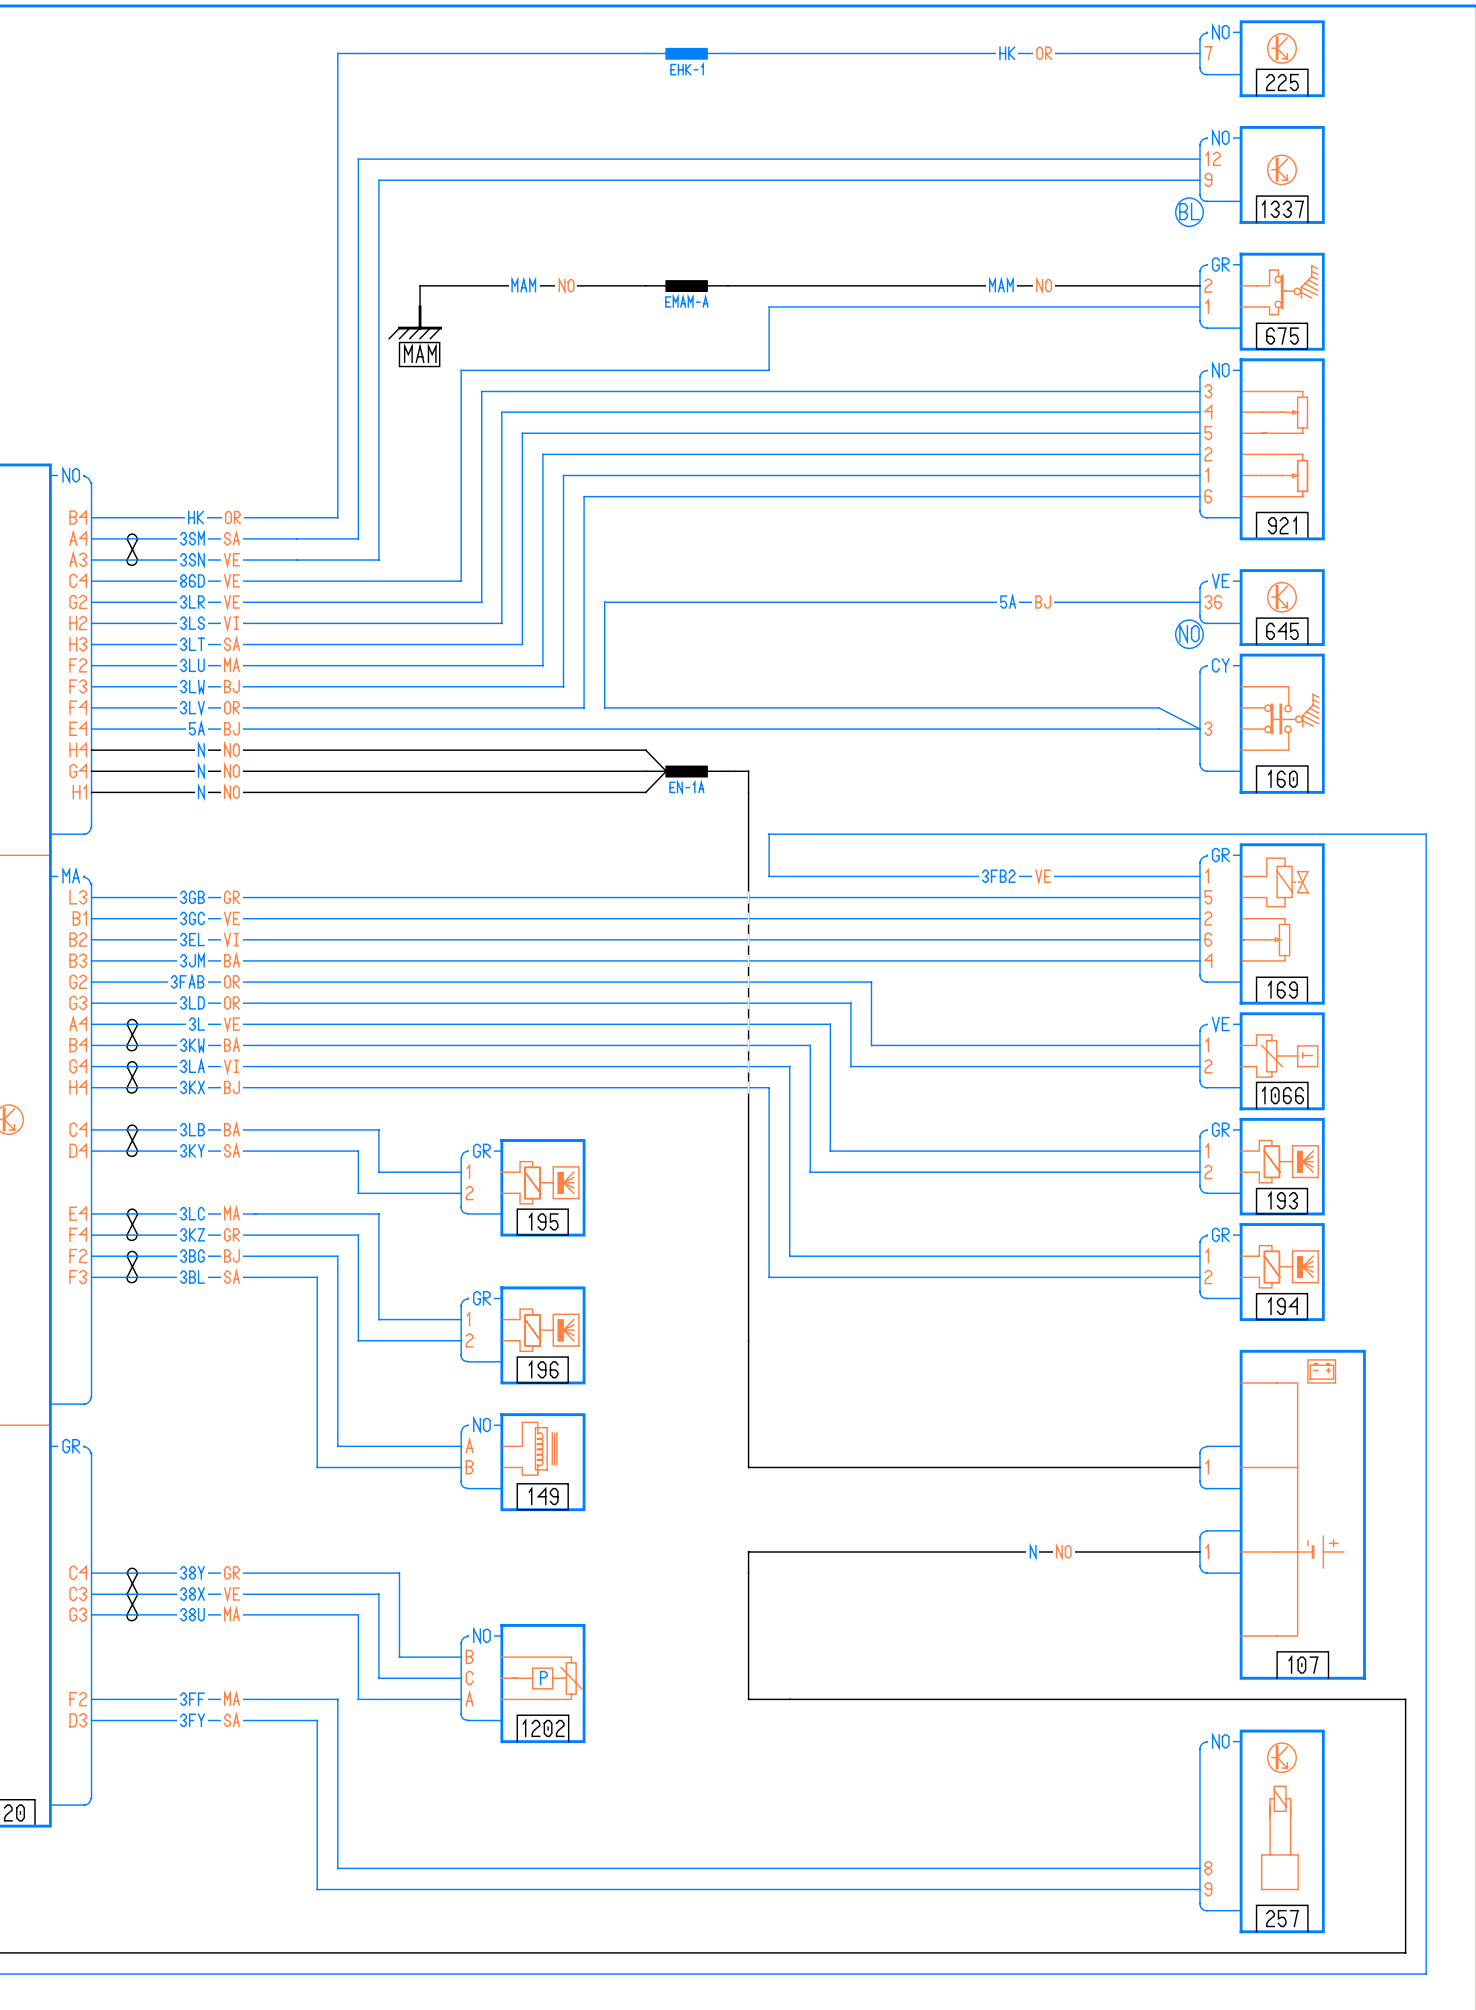 NO
7
225
EHK-1
HK OR
NO
12
9
BL
1337
MAM NO
EMAM-A
MAM NO
GR
2
1
675
MAM
NO
3
4
5
2
1
6
921
NO
B4 HK OR
A4 3SM SA
A3 3SN VE
C4 86D VE
G2 3LR VE
H2 3LS VI
H3 3LT SA
F2 3LU MA
F3 3LW BJ
F4 3LV OR
E4 5A BJ
H4 N NO
G4 N NO
H1 N NO
EN-1A
5A BJ
VE
36
NO
645
CY
3
160
MA
L3 3GB GR
B1 3GC VE
B2 3EL VI
B3 3JM BA
G2 3FAB OR
G3 3LD OR
A4 3L VE
B4 3KW BA
G4 3LA VI
H4 3KX BJ
C4 3LB BA
D4 3KY SA
E4 3LC MA
F4 3KZ GR
F2 3BG BJ
F3 3BL SA
3FB2 VE
GR
1
5
2
6
4
169
VE
1
2
T
1066
GR
1
2
193
GR
1
2
194
GR
1
2
195
GR
1
2
196
NO
A
B
149
- +
1
1
- +
N NO
107
GR
C4 38Y GR
C3 38X VE
G3 38U MA
F2 3FF MA
D3 3FY SA
NO
B
C
A
P
1202
20
NO
8
9
257